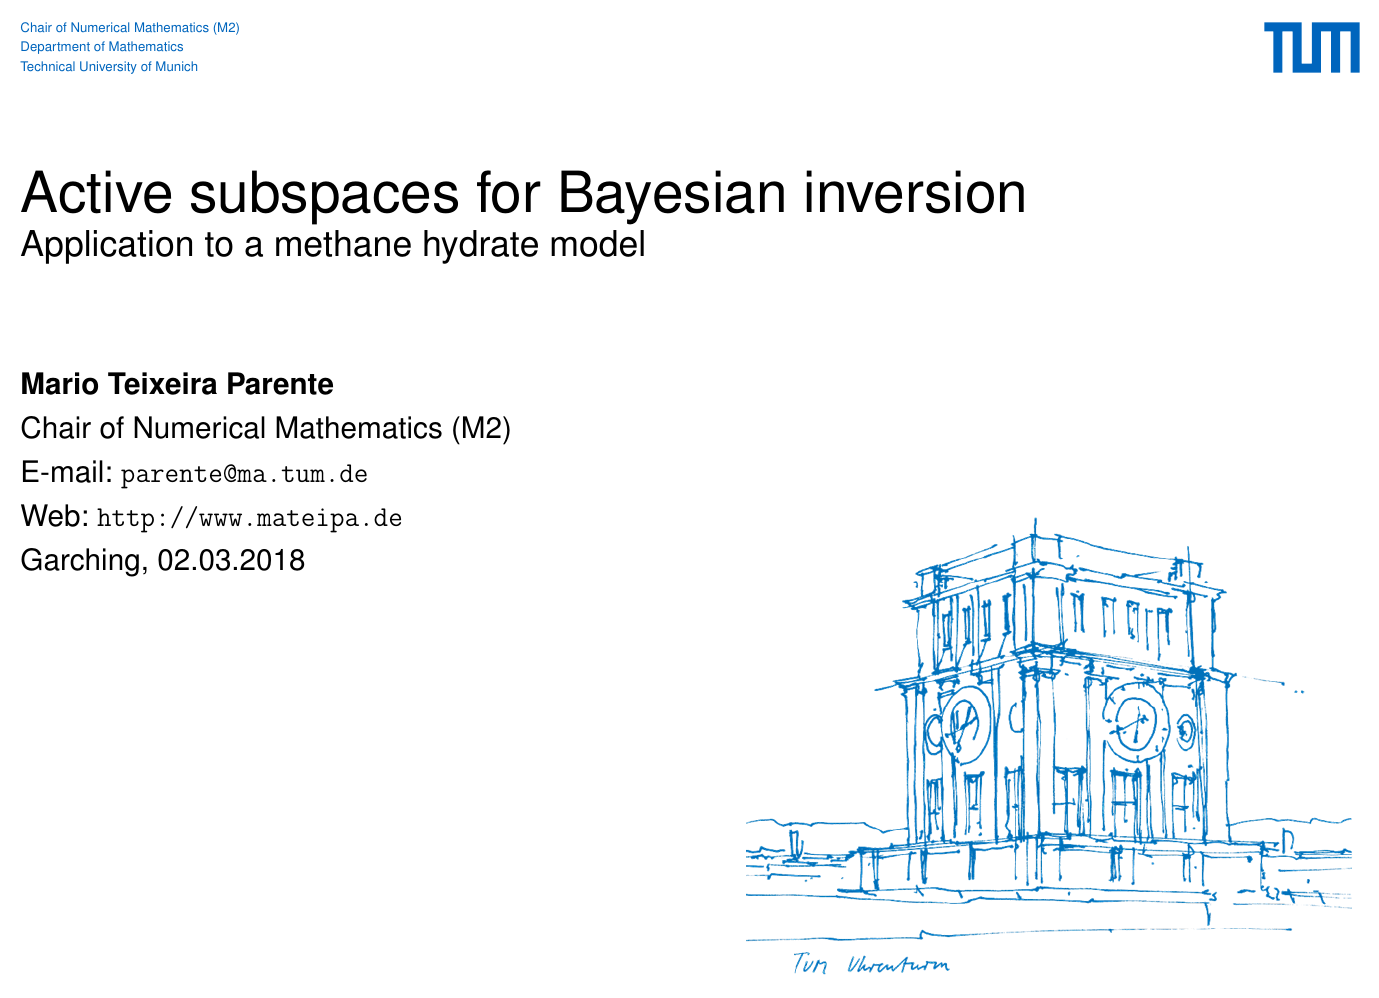 Chair of Numerical Mathematics (M2)
Department of Mathematics
Technical University of Munich
TUM
Active subspaces for Bayesian inversion
Application to a methane hydrate model
Mario Teixeira Parente
Chair of Numerical Mathematics (M2)
E-mail: parente@ma.tum.de
Web: http://www.mateipa.de
Garching, 02.03.2018
TUM Uhrenturm